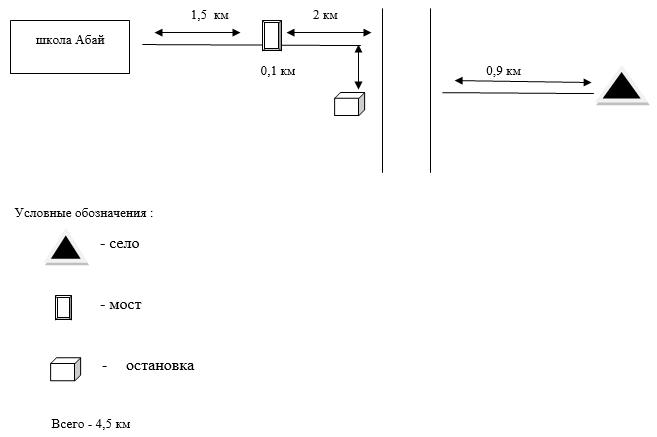 1,5 км
2 км
школа Абай
0,1 км
0,9 км
Условные обозначения :
- село
- мост
- остановка
Всего - 4,5 км